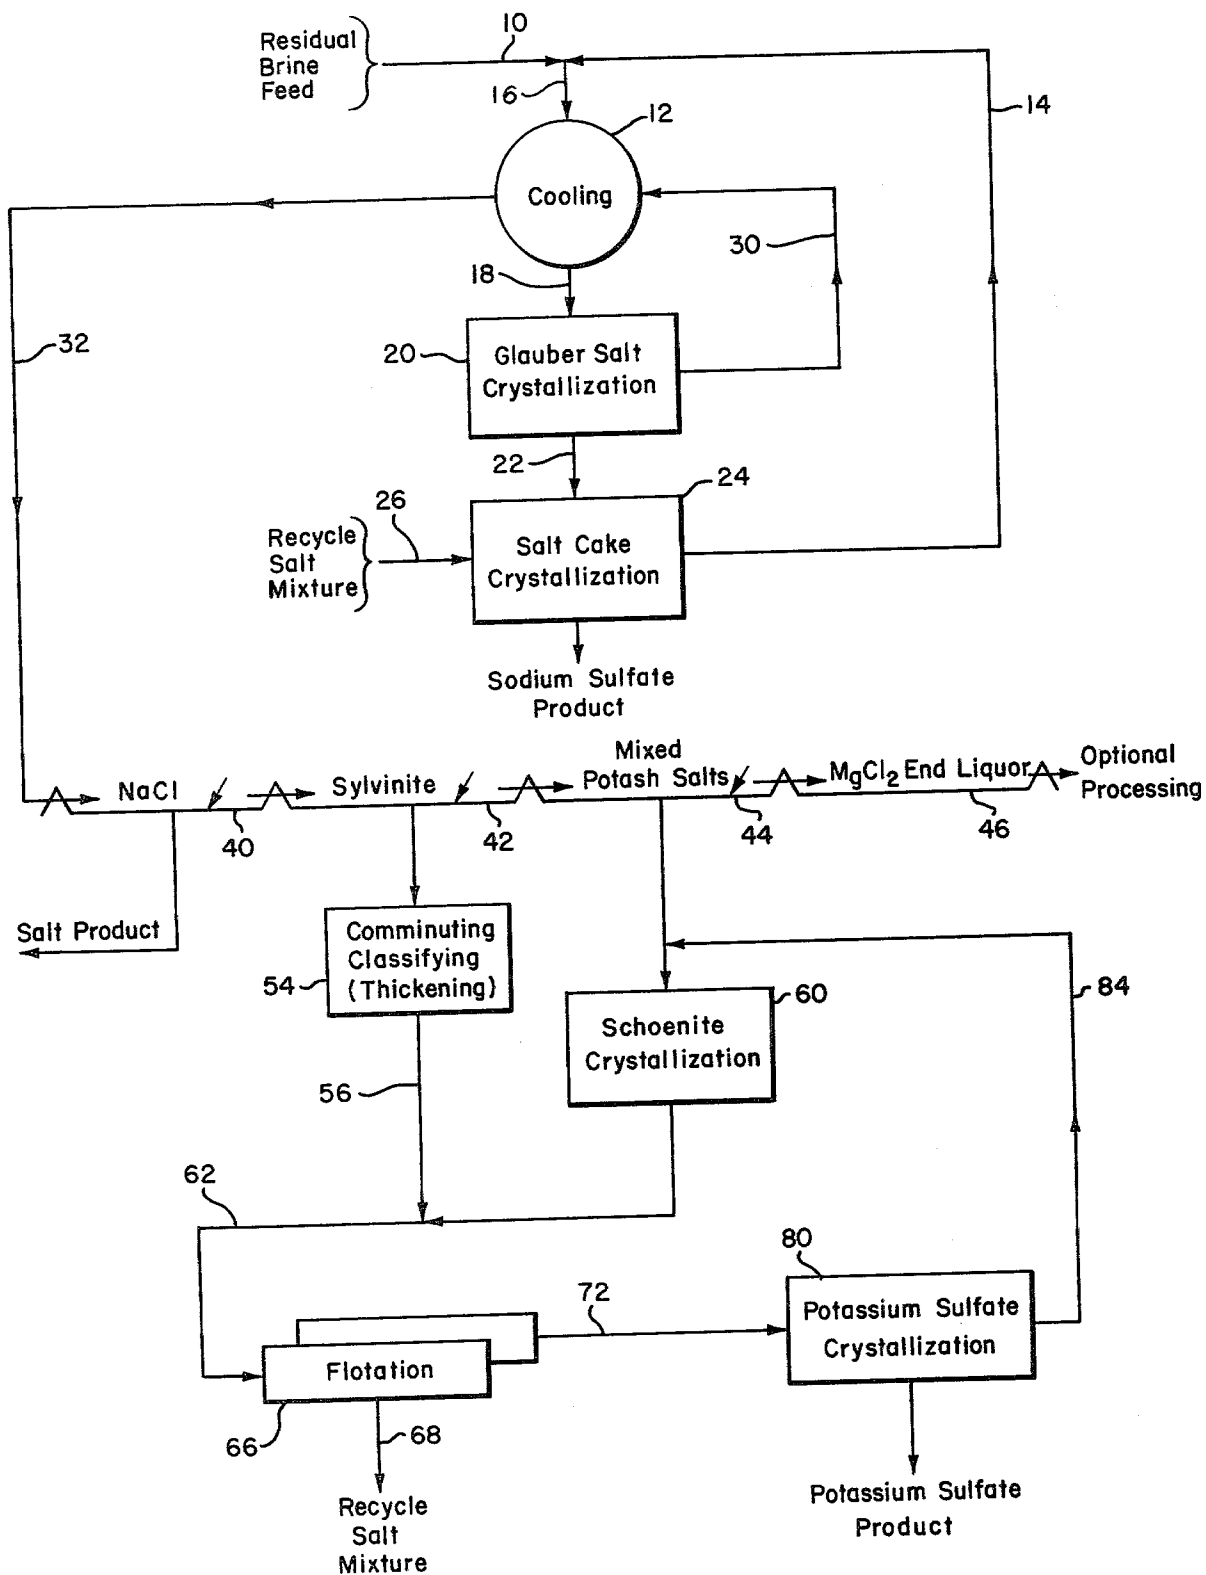 Residual
Brine
Feed
10
16
12
14
Cooling
18
30
32
20
Glauber Salt
Crystallization
22
24
26
Recycle
Salt
Mixture
Salt Cake
Crystallization
Sodium Sulfate
Product
NaCl
Sylvinite
Mixed
Potash Salts
MgCl2 End Liquor
Optional
Processing
40
42
44
46
Salt Product
54
Comminuting
Classifying
(Thickening)
60
84
Schoenite
Crystallization
56
62
72
80
Potassium Sulfate
Crystallization
Flotation
66
68
Recycle
Salt
Mixture
Potassium Sulfate
Product